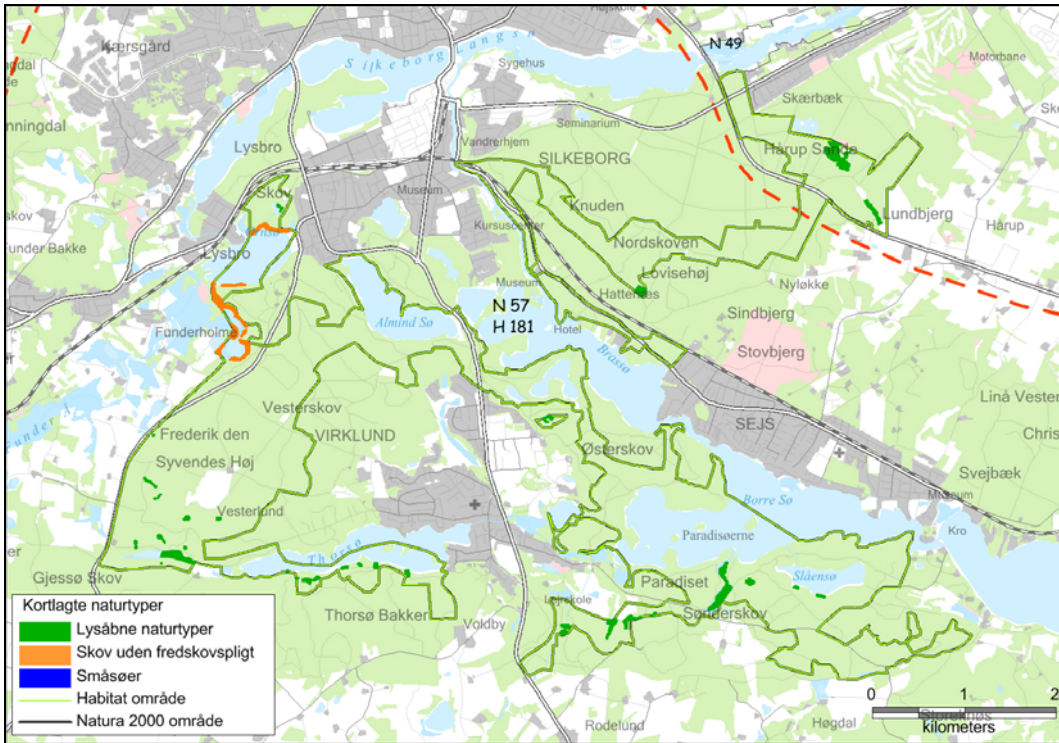 Højskole
N 49
Kærsgård
Silkeborg Langsø
Sygehus
Motorbane
Skærbæk
Seminarium
Lysbro
Vandrerhjem
SILKEBORG
Hårup Sande
Skov
Museum
Knuden
Lundbjerg
Kursuscenter
Hårup
under Bakke
Lysbro
Nordskoven
Lovisehøj
Museum
Hattenæs
Nyløkke
N 57
H 181
Almind Sø
Funderholme
Hotel
Sindbjerg
Brassø
Stovbjerg
Linå Vester
Vesterskov
SEJS
Frederik den
Syvendes Høj
VIRKLUND
Østerskov
Svejbæk
Borre Sø
Museum
Vesterlund
Kro
Thorsø
Paradisøerne
Slåensø
Gjessø Skov
Paradiset
Lejrskole
Sønderskov
Thorsø Bakker
Voldby
Kortlagte naturtyper
Lysåbne naturtyper
Skov uden fredskovspligt
Småsøer
Habitat område
Natura 2000 område
0 1 2
kilometers
Rodelund
Høgdal